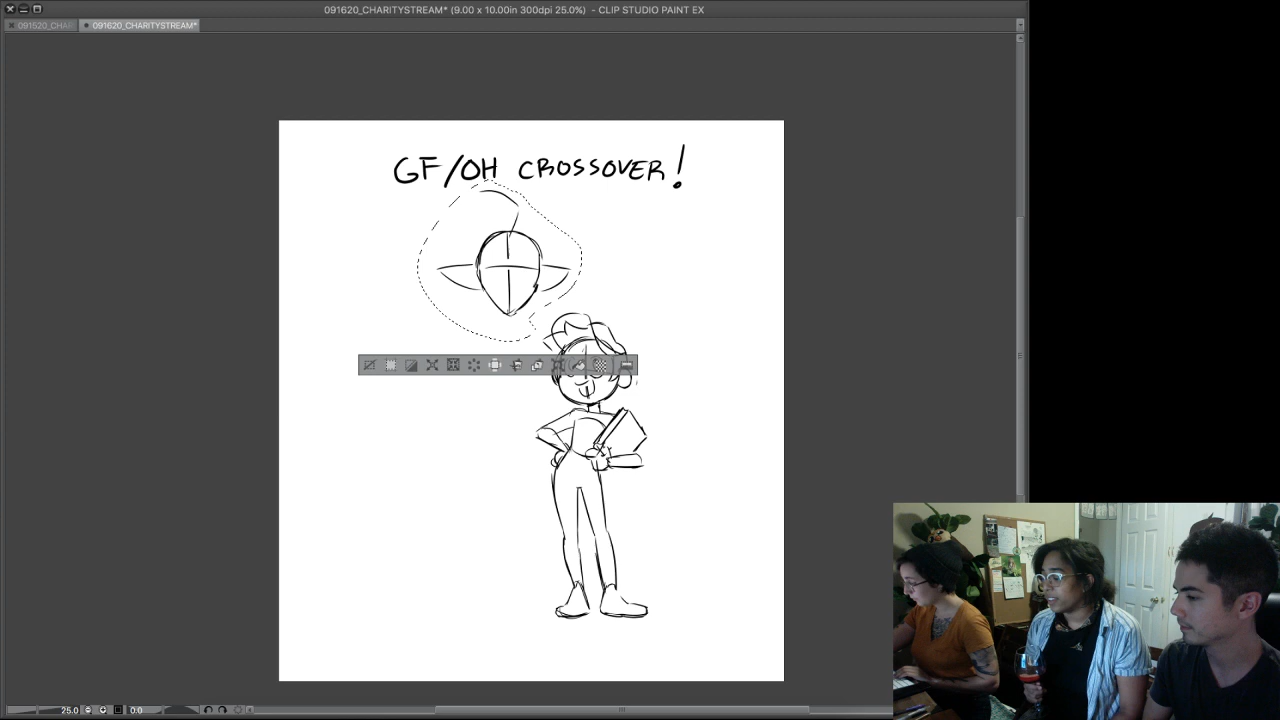 091620_CHARITYSTREAM* (9.00 x 10.00in 300dpi 25.0%)  - CLIP STUDIO PAINT EX
091520_CHAR 091620_CHARITYSTREAM*
GF/OH CROSSOVER!
25.0 0.0